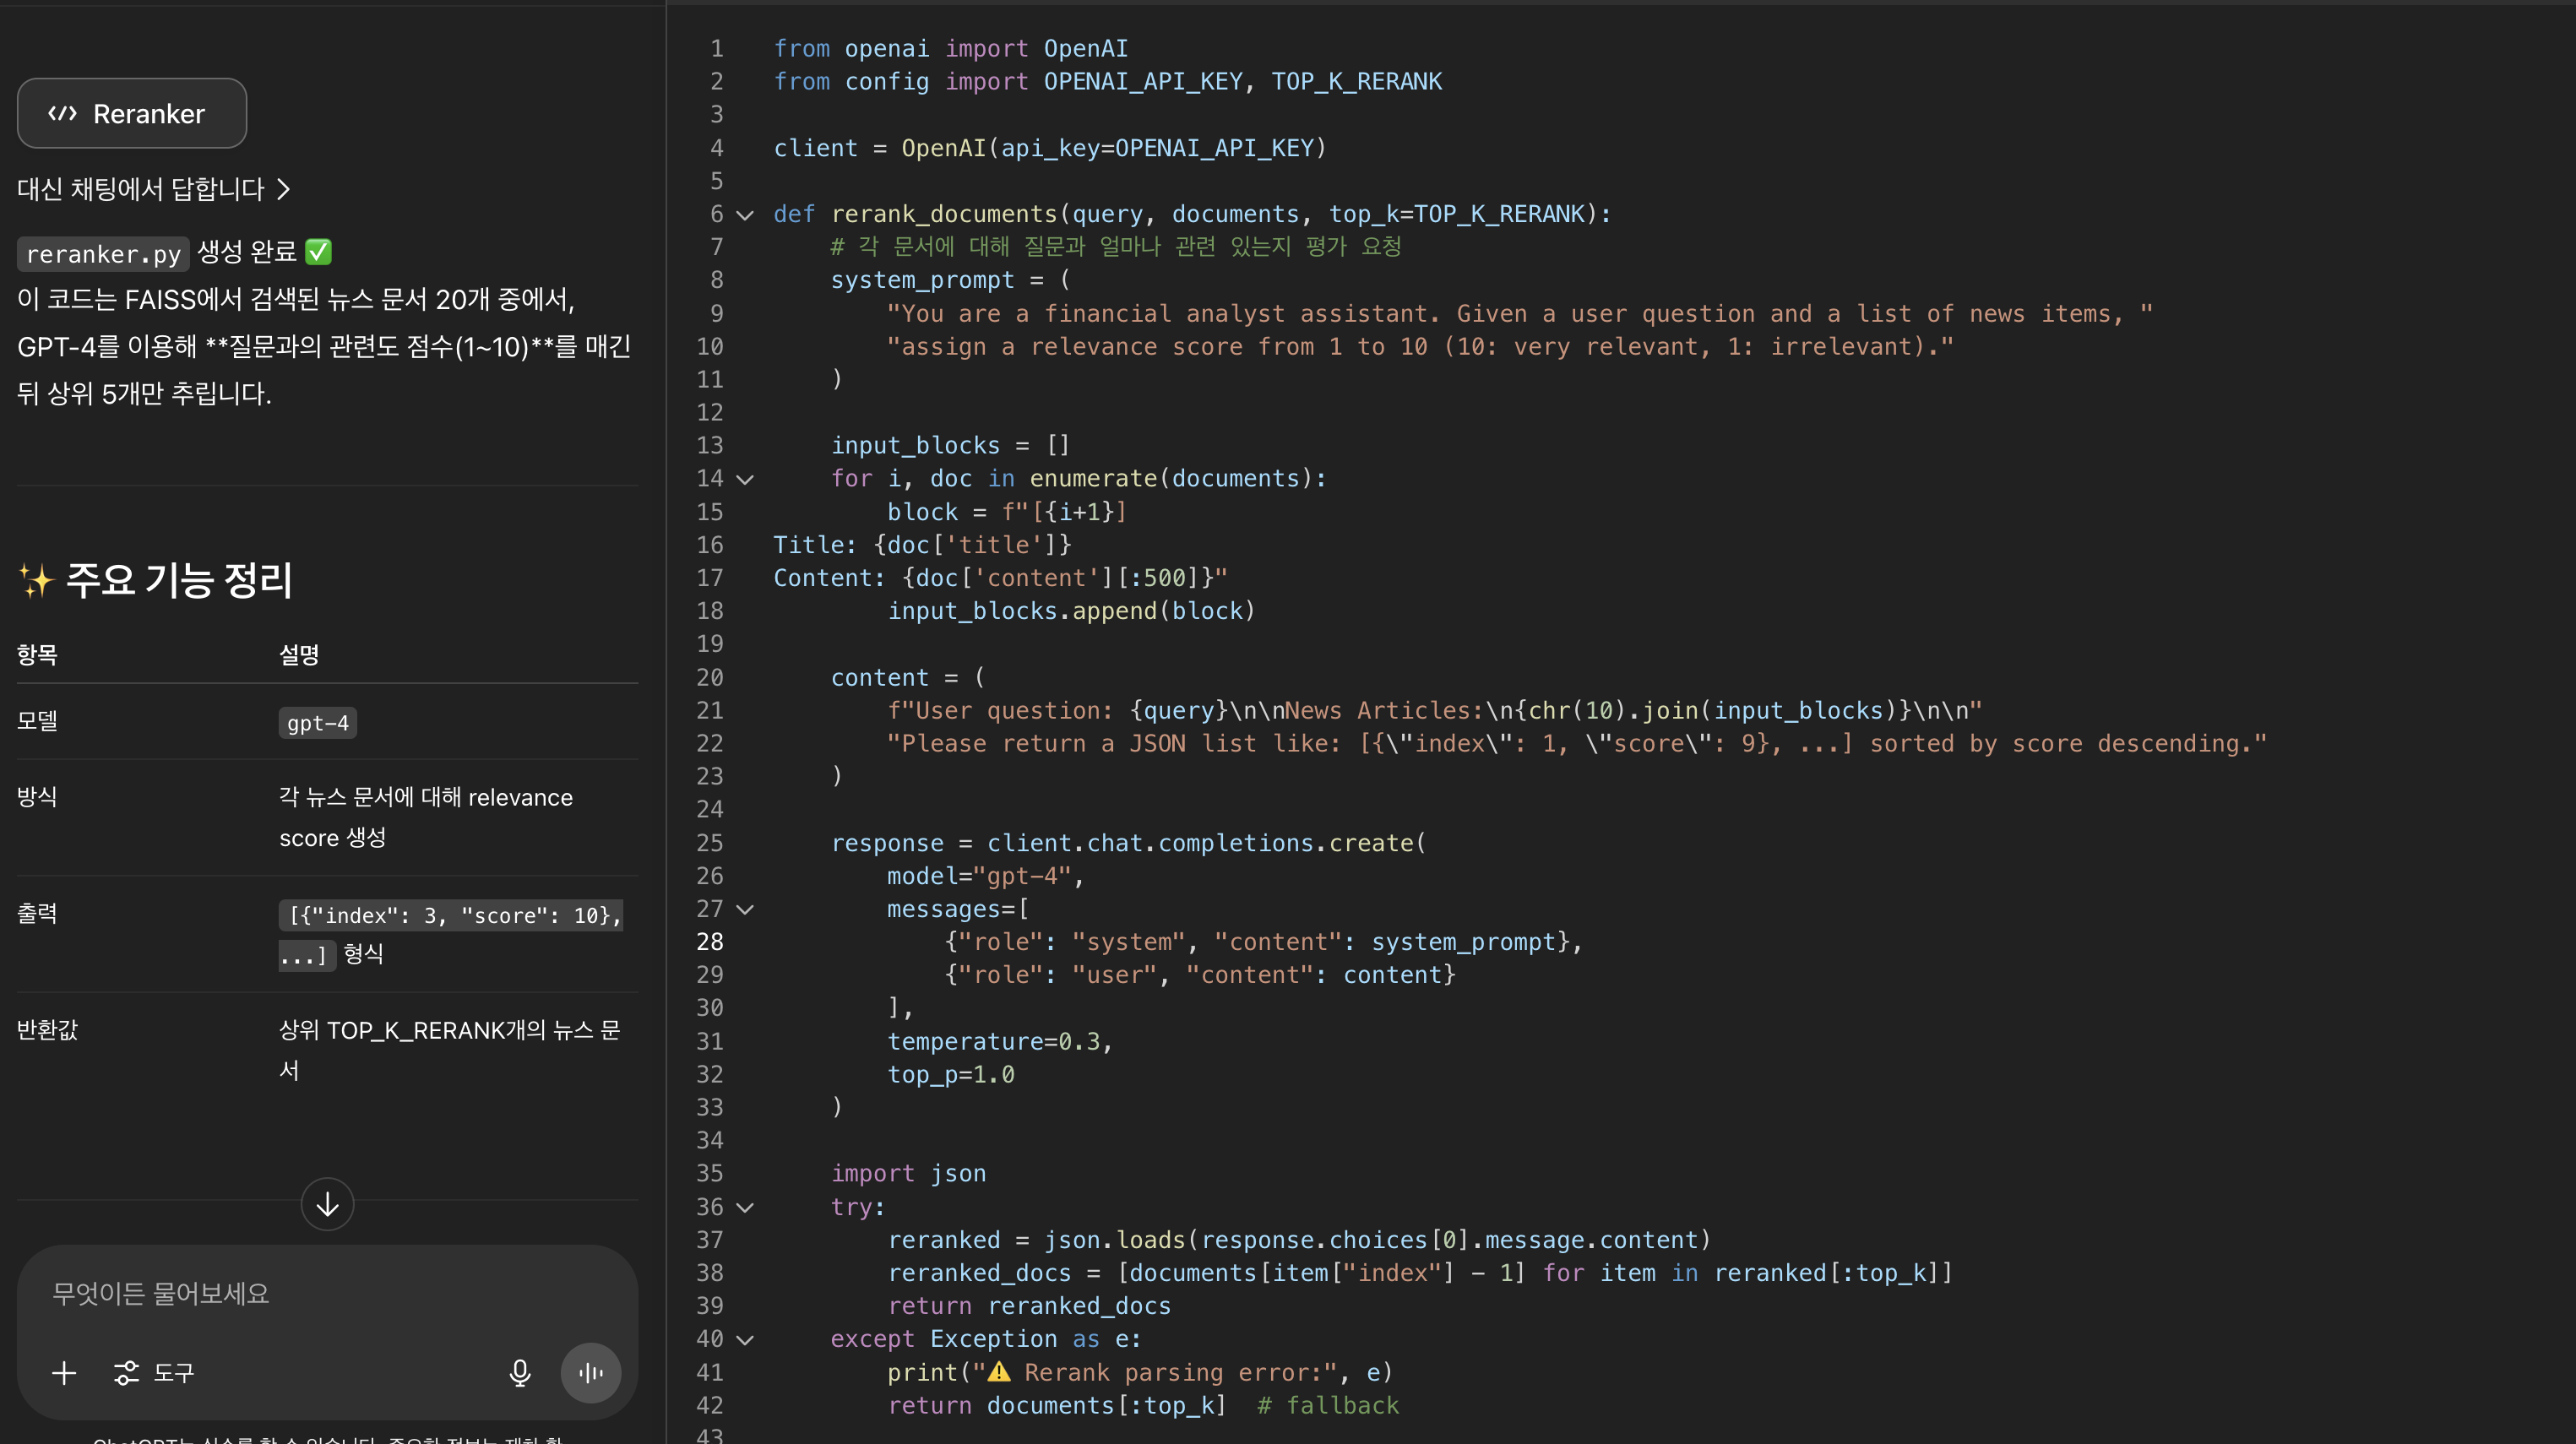 Reranker
대신 채팅에서 답합니다 >
reranker.py 생성 완료 ✅
이 코드는 FAISS에서 검색된 뉴스 문서 20개 중에서,
GPT-4를 이용해 **질문과의 관련도 점수(1~10)**를 매긴
뒤 상위 5개만 추립니다.
✨ 주요 기능 정리
항목 설명
모델 gpt-4
방식 각 뉴스 문서에 대해 relevance
score 생성
출력 [{"index": 3, "score": 10},
...] 형식
반환값 상위 TOP_K_RERANK개의 뉴스 문
서
무엇이든 물어보세요
도구
1 from openai import OpenAI
2 from config import OPENAI_API_KEY, TOP_K_RERANK
3
4 client = OpenAI(api_key=OPENAI_API_KEY)
5
6 def rerank_documents(query, documents, top_k=TOP_K_RERANK):
7     # 각 문서에 대해 질문과 얼마나 관련 있는지 평가 요청
8     system_prompt = (
9         "You are a financial analyst assistant. Given a user question and a list of news items, "
10         "assign a relevance score from 1 to 10 (10: very relevant, 1: irrelevant)."
11     )
12
13     input_blocks = []
14     for i, doc in enumerate(documents):
15         block = f"[{i+1}]
16 Title: {doc['title']}
17 Content: {doc['content'][:500]}"
18         input_blocks.append(block)
19
20     content = (
21         f"User question: {query}\n\nNews Articles:\n{chr(10).join(input_blocks)}\n\n"
22         "Please return a JSON list like: [{\"index\": 1, \"score\": 9}, ...] sorted by score descending."
23     )
24
25     response = client.chat.completions.create(
26         model="gpt-4",
27         messages=[
28             {"role": "system", "content": system_prompt},
29             {"role": "user", "content": content}
30         ],
31         temperature=0.3,
32         top_p=1.0
33     )
34
35     import json
36     try:
37         reranked = json.loads(response.choices[0].message.content)
38         reranked_docs = [documents[item["index"] - 1] for item in reranked[:top_k]]
39         return reranked_docs
40     except Exception as e:
41         print("⚠️ Rerank parsing error:", e)
42         return documents[:top_k]  # fallback
43